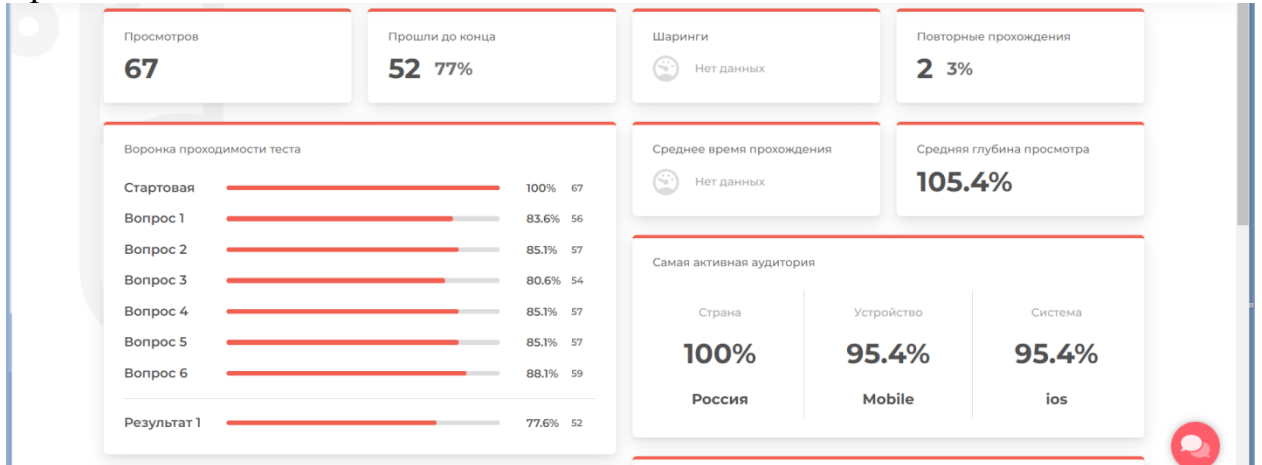 Просмотров
67
Прошли до конца
52 77%
Шаринги
Нет данных
Повторные прохождения
2 3%
Воронка проходимости теста
Стартовая 100% 67
Вопрос 1 83.6% 56
Вопрос 2 85.1% 57
Вопрос 3 80.6% 54
Вопрос 4 85.1% 57
Вопрос 5 85.1% 57
Вопрос 6 88.1% 59
Результат 1 77.6% 52
Среднее время прохождения
Нет данных
Средняя глубина просмотра
105.4%
Самая активная аудитория
Страна
100%
Россия
Устройство
95.4%
Mobile
Система
95.4%
ios